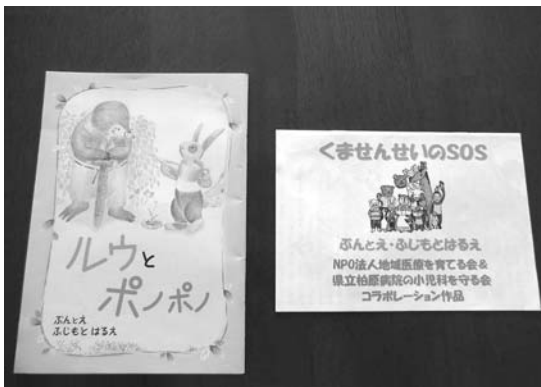 ルウと
ポノポノ
ぶんとえ
ふじもと はるえ
くませんせいのSOS
ぶんとえ・ふじもとはるえ
NPO法人地域医療を育てる会&
県立柏原病院の小児科を守る会
コラボレーション作品